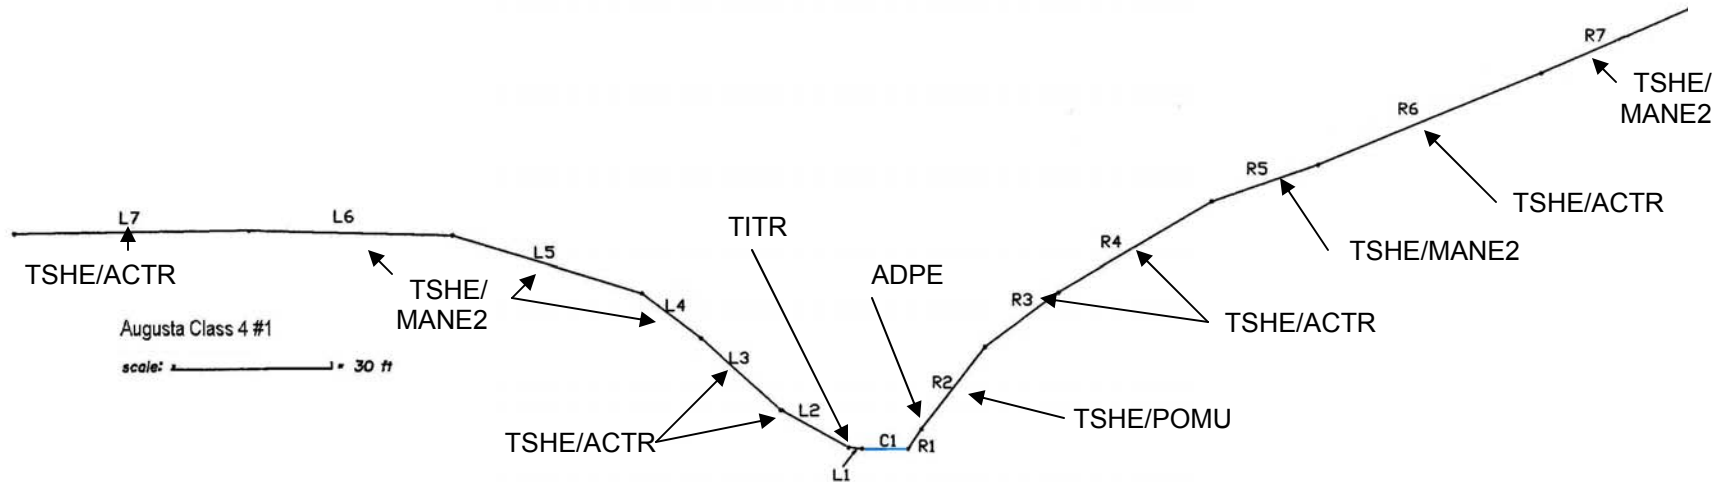 R7
TSHE/
MANE2
R6
R5
TSHE/ACTR
L7
L6
TITR
R4
TSHE/MANE2
L5
TSHE/ACTR
ADPE
TSHE/
MANE2
R3
L4
TSHE/ACTR
Augusta Class 4 #1
scale: = 30 ft
L3
R2
L2
TSHE/POMU
TSHE/ACTR
C1
R1
L1